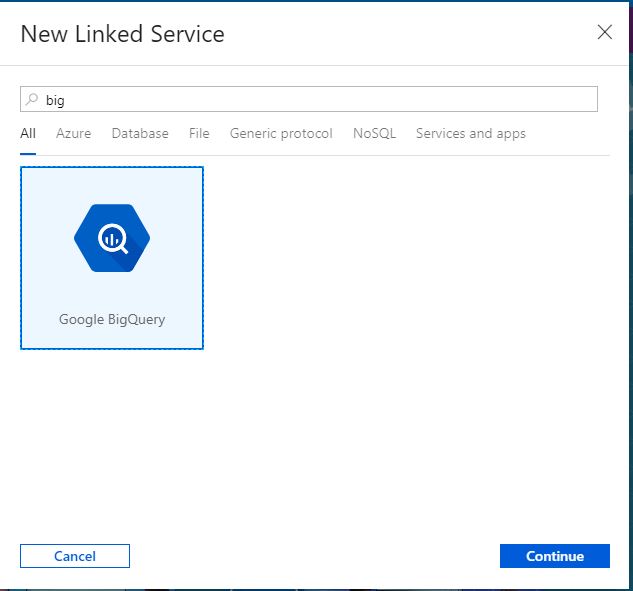 New Linked Service
big
All Azure Database File Generic protocol NoSQL Services and apps
Google BigQuery
Cancel Continue